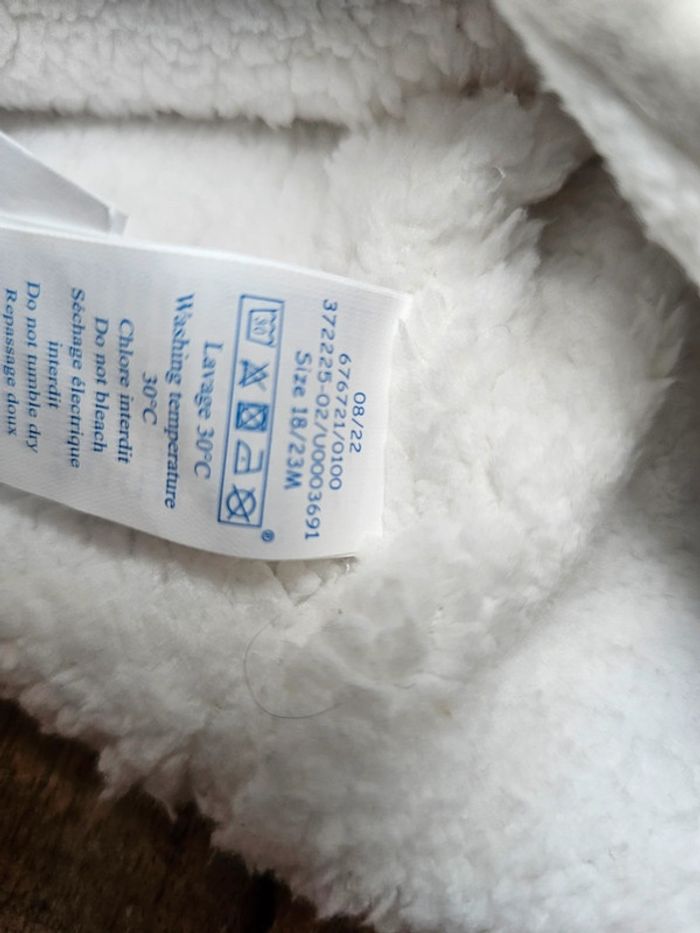 08/22
676721/0100
372225-02/U0003691
Size 18/23M
30
®
Lavage 30°C
Washing temperature
30°C
Chlore interdit
Do not bleach
Séchage électrique
interdit
Do not tumble dry
Repassage doux